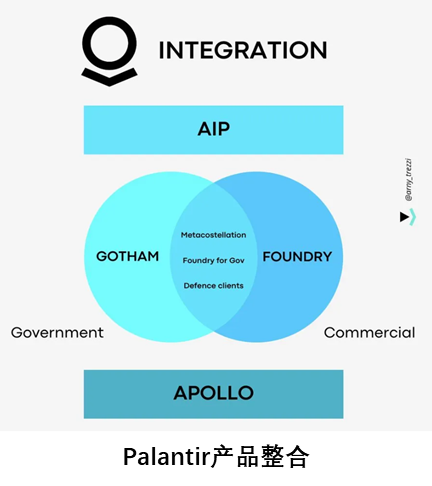 INTEGRATION
AIP
@arny_trezzi
Metacostellation
GOTHAM
Foundry for Gov
FOUNDRY
Defence clients
Government
Commercial
APOLLO
Palantir产品整合